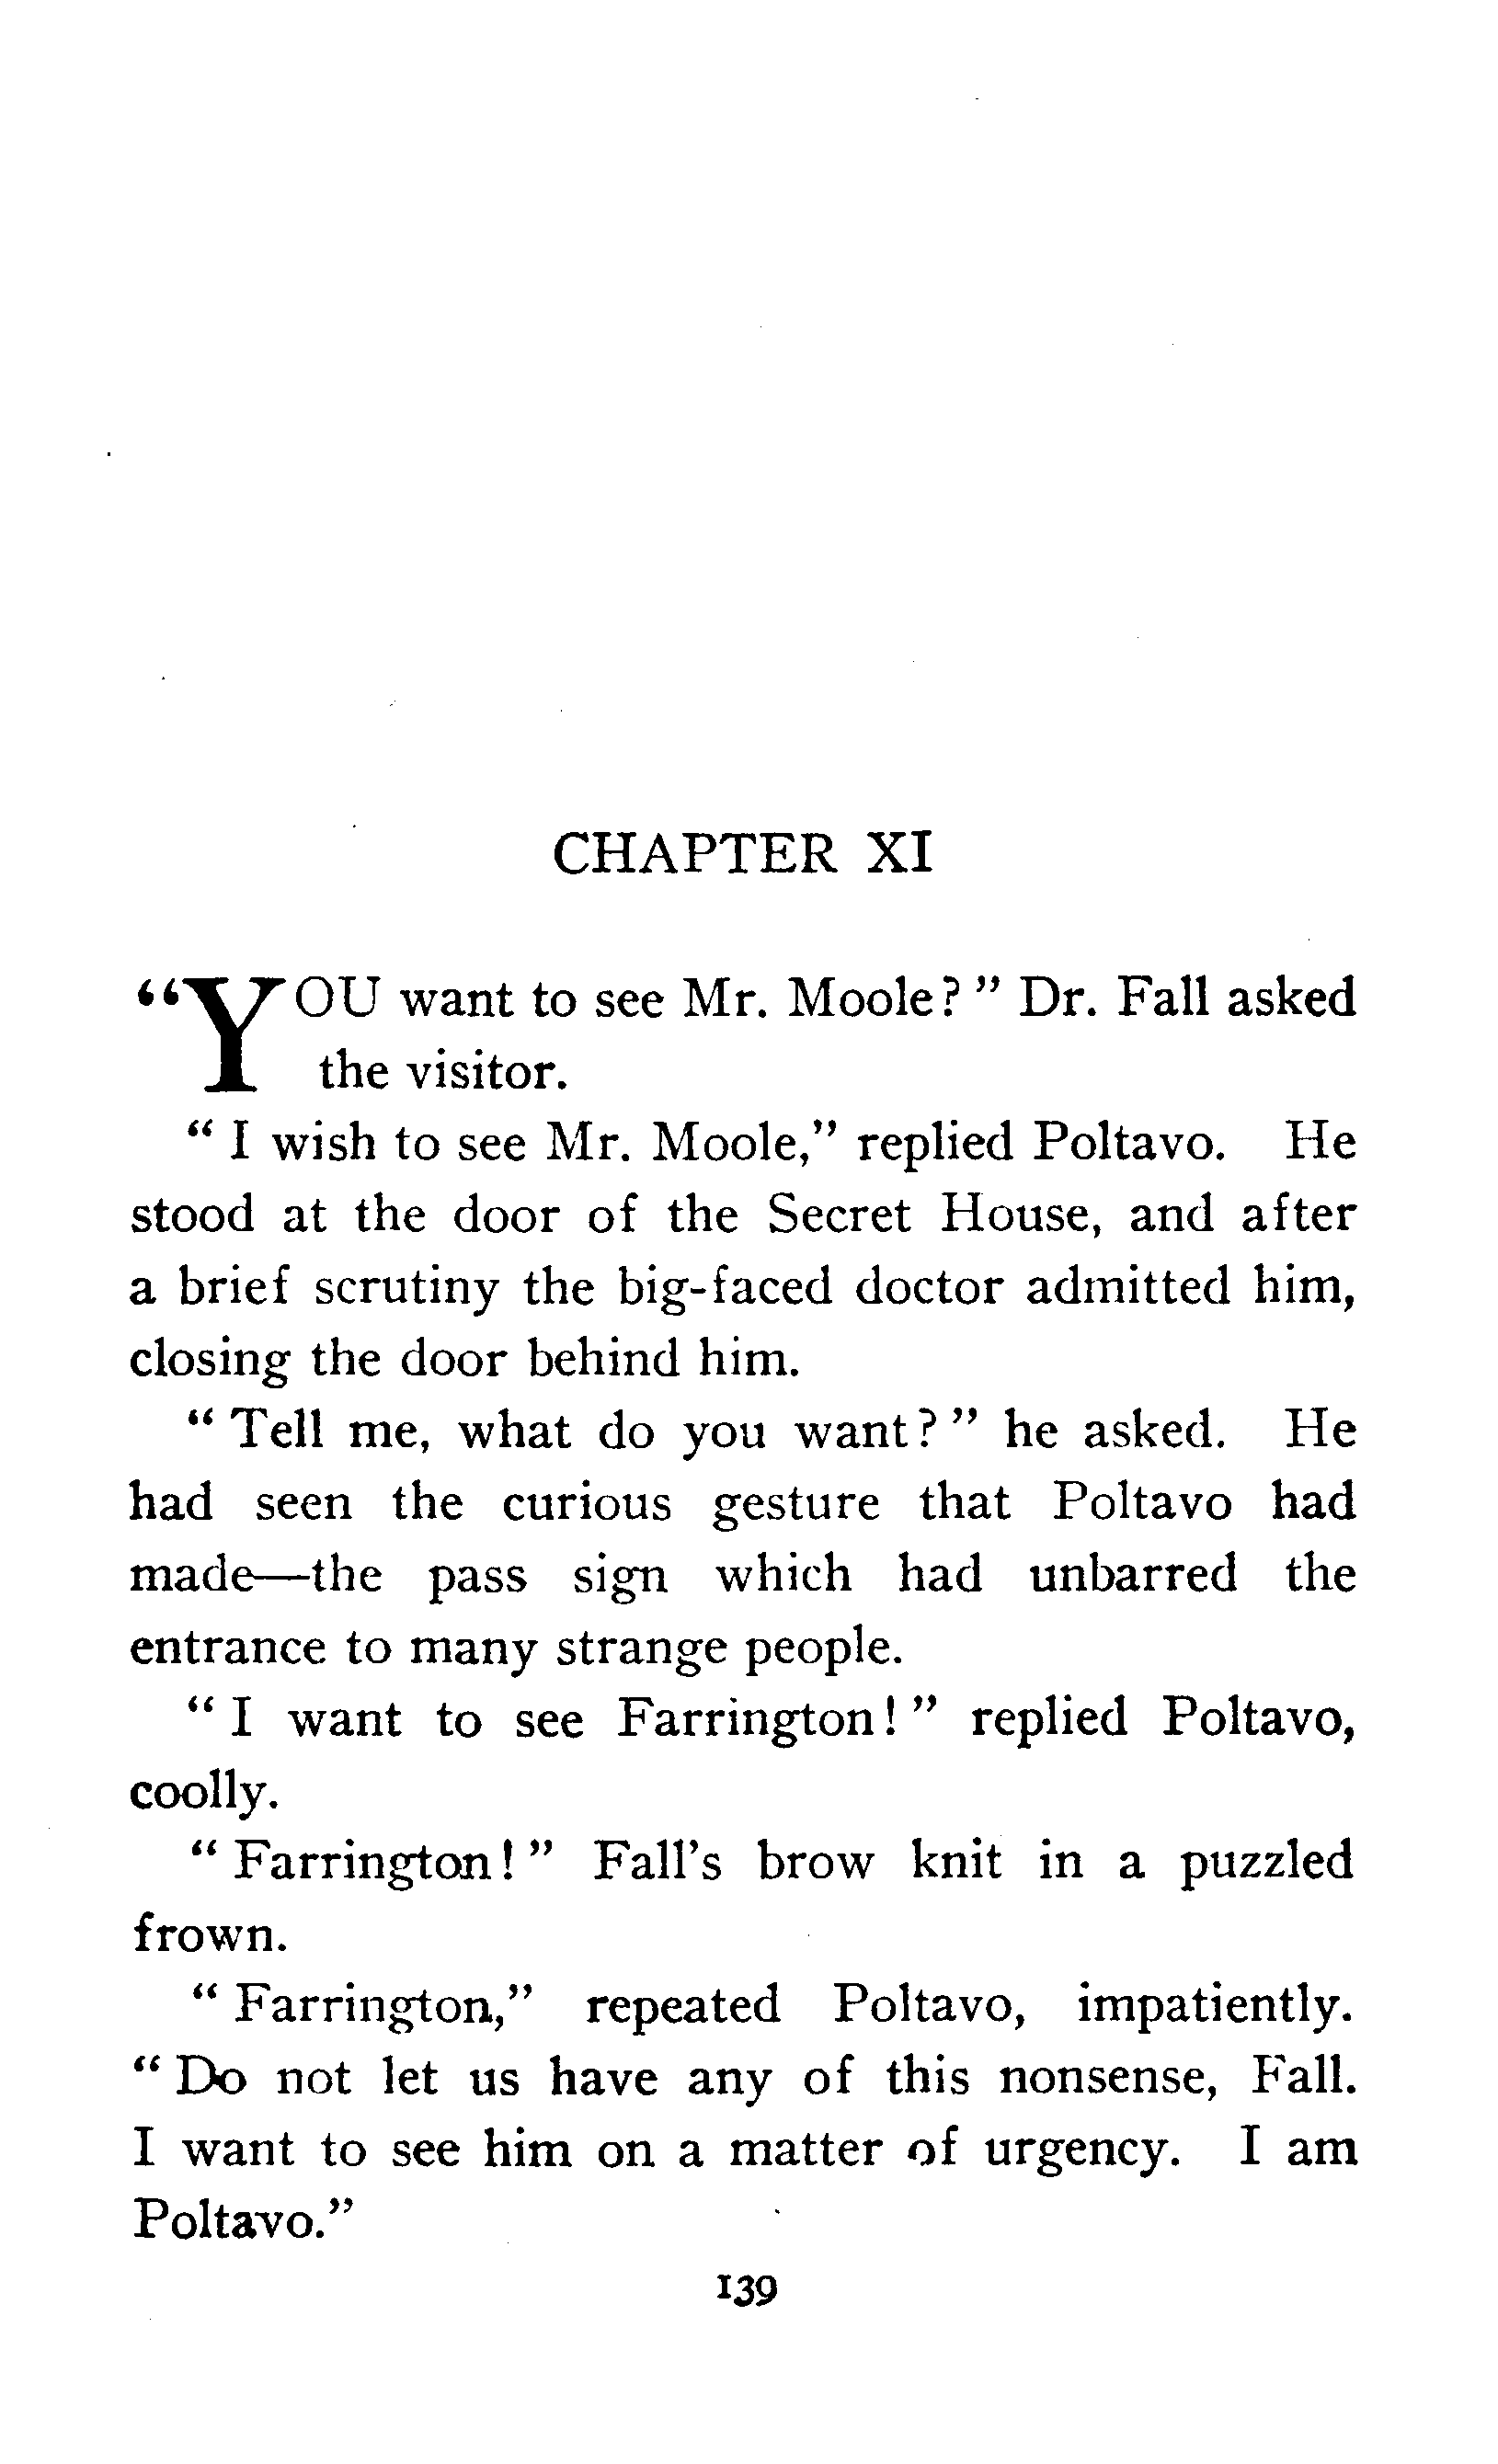 CHAPTER XI
“YOU want to see Mr. Moole?” Dr. Fall asked
the visitor.
“I wish to see Mr. Moole,” replied Poltavo. He
stood at the door of the Secret House, and after
a brief scrutiny the big-faced doctor admitted him,
closing the door behind him.
“Tell me, what do you want?” he asked. He
had seen the curious gesture that Poltavo had
made—the pass sign which had unbarred the
entrance to many strange people.
“I want to see Farrington!” replied Poltavo,
coolly.
“Farrington!” Fall's brow knit in a puzzled
frown.
“Farrington,” repeated Poltavo, impatiently.
“Do not let us have any of this nonsense, Fall.
I want to see him on a matter of urgency. I am
Poltavo.”
139